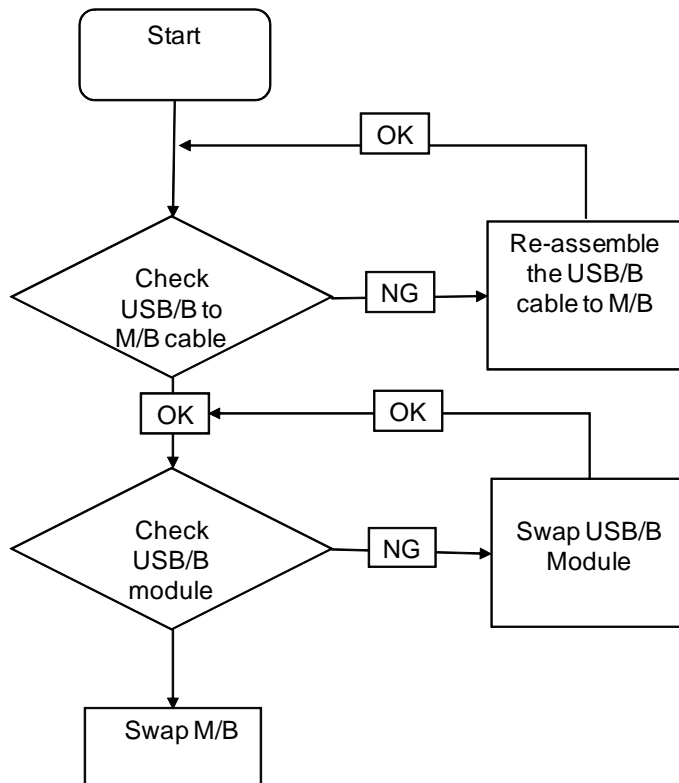 Start
OK
Check
USB/B to
M/B cable
NG
Re-assemble
the USB/B
cable to M/B
OK
OK
Check
USB/B
module
NG
Swap USB/B
Module
Swap M/B